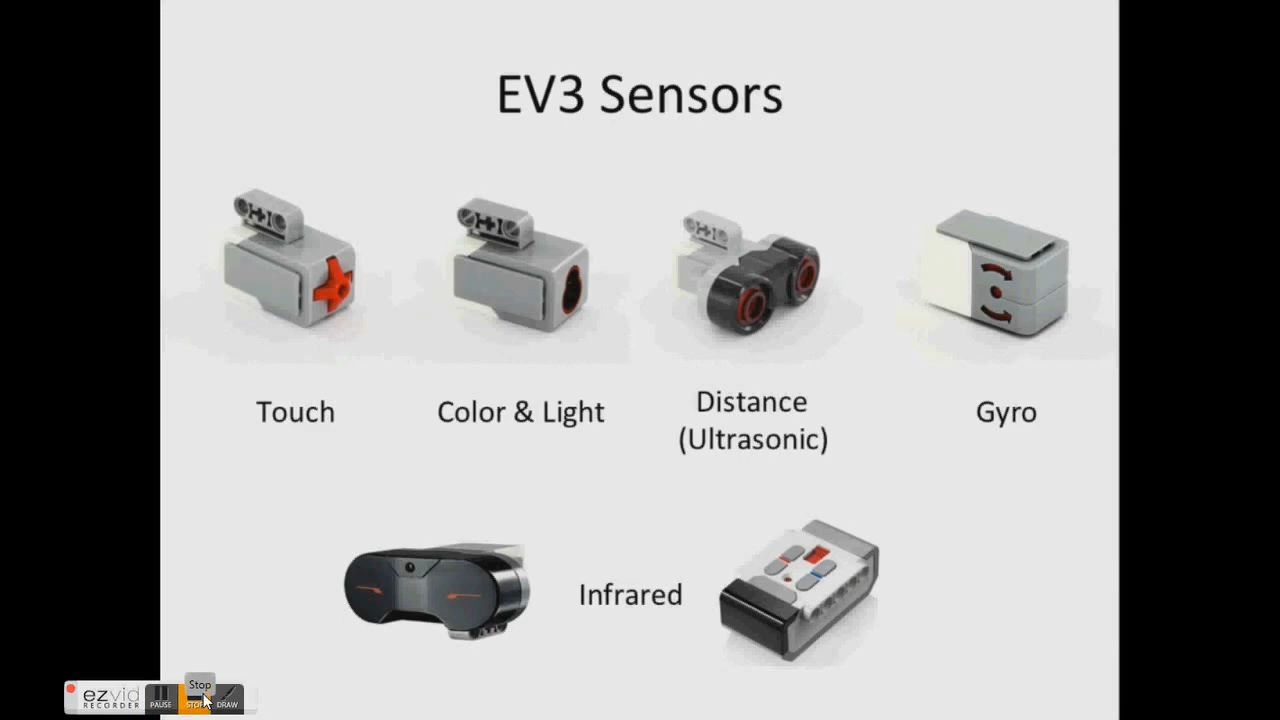 EV3 Sensors
Touch
Color & Light
Distance
(Ultrasonic)
Gyro
Infrared
Stop
ezvid
RECORDER
PAUSE
STOP
DRAW